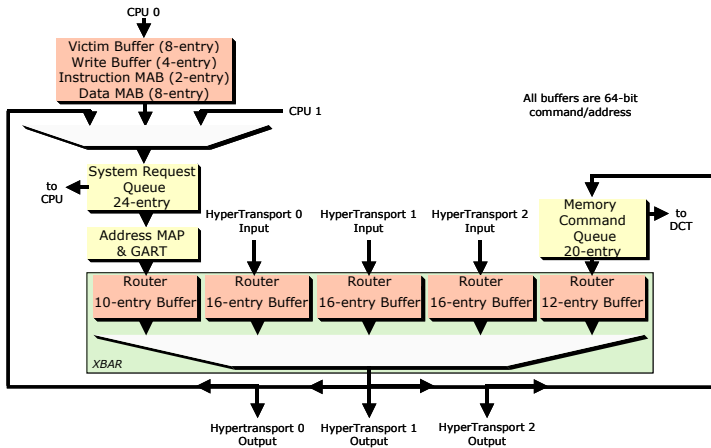 CPU 0
Victim Buffer (8-entry)
Write Buffer (4-entry)
Instruction MAB (2-entry)
Data MAB (8-entry)
CPU 1
All buffers are 64-bit
command/address
System Request
Queue
24-entry
to
CPU
Address MAP
& GART
HyperTransport 0
Input
HyperTransport 1
Input
HyperTransport 2
Input
Memory
Command
Queue
20-entry
to
DCT
Router
10-entry Buffer
Router
16-entry Buffer
Router
16-entry Buffer
Router
16-entry Buffer
Router
12-entry Buffer
XBAR
Hypertransport 0
Output
HyperTransport 1
Output
HyperTransport 2
Output